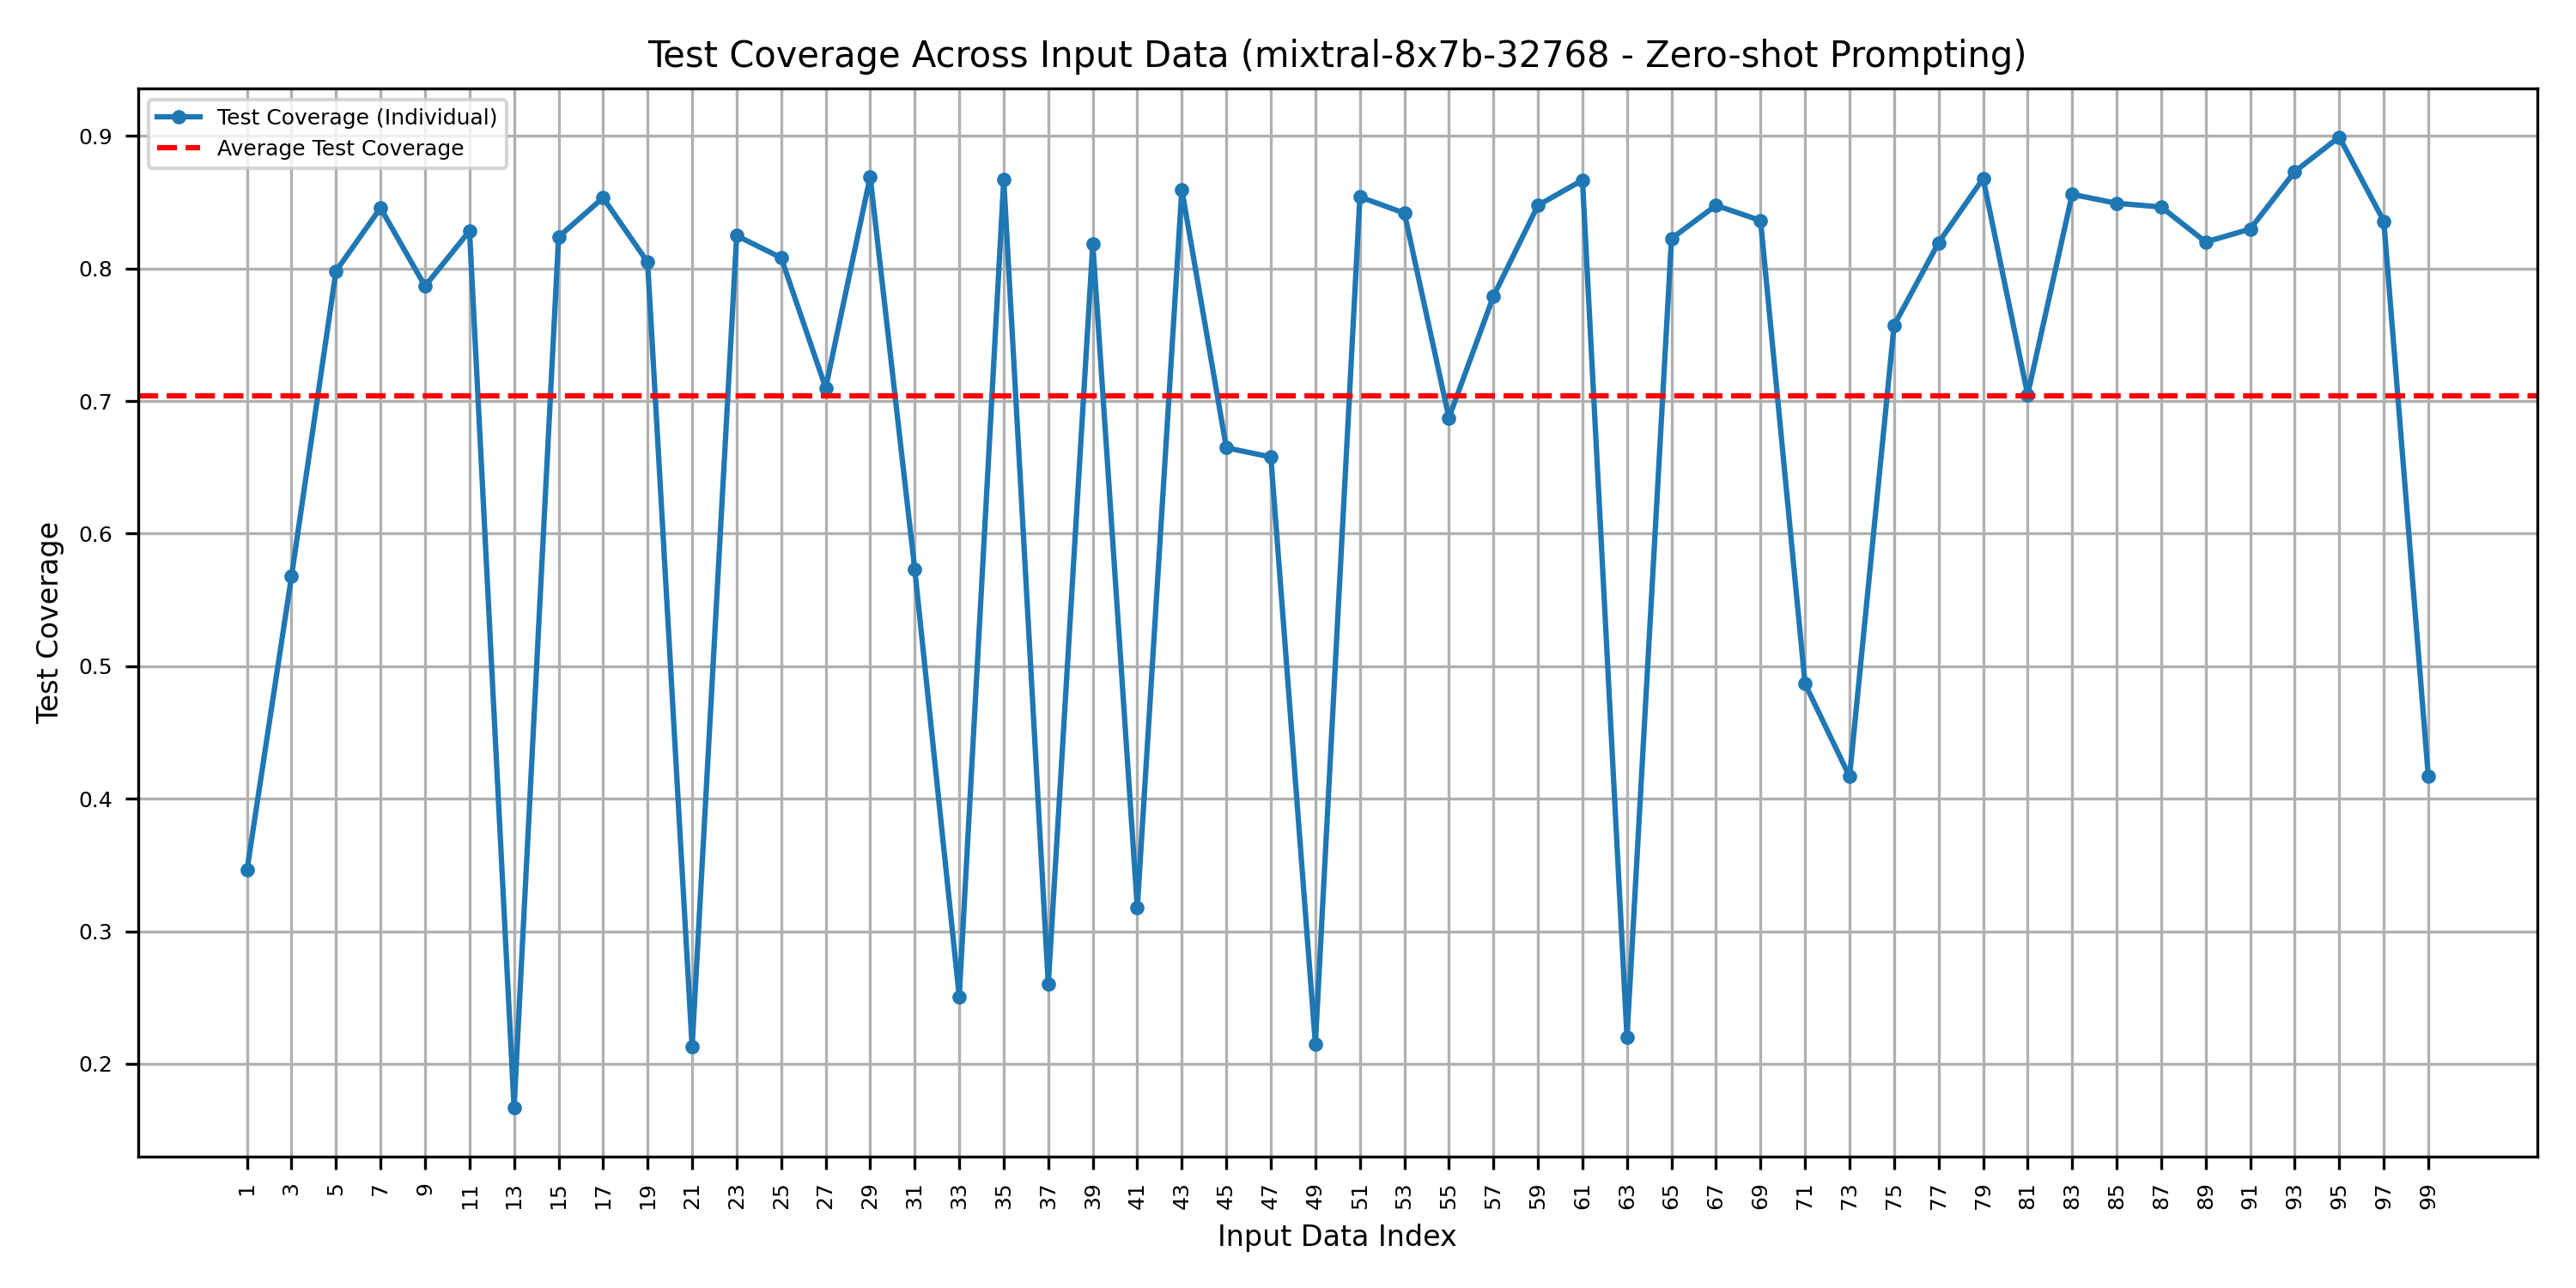 Test Coverage Across Input Data (mixtral-8x7b-32768 - Zero-shot Prompting)
Test Coverage (Individual)
Average Test Coverage
0.9
0.8
0.7
0.6
0.5
0.4
0.3
0.2
Test Coverage
1 3 5 7 9 11 13 15 17 19 21 23 25 27 29 31 33 35 37 39 41 43 45 47 49 51 53 55 57 59 61 63 65 67 69 71 73 75 77 79 81 83 85 87 89 91 93 95 97 99
Input Data Index